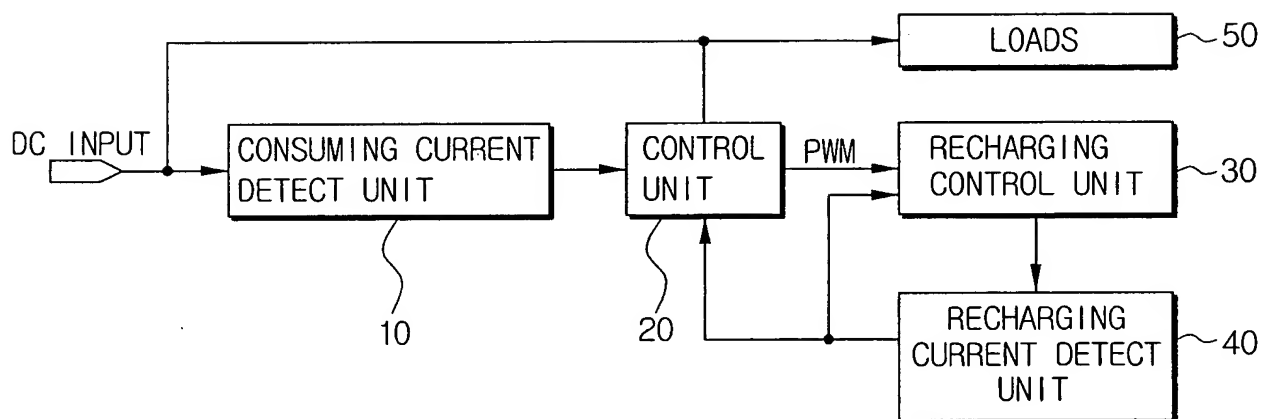 LOADS
50
DC INPUT
CONSUMING CURRENT
DETECT UNIT
CONTROL
UNIT
PWM
RECHARGING
CONTROL UNIT
30
10
20
RECHARGING
CURRENT DETECT
UNIT
40